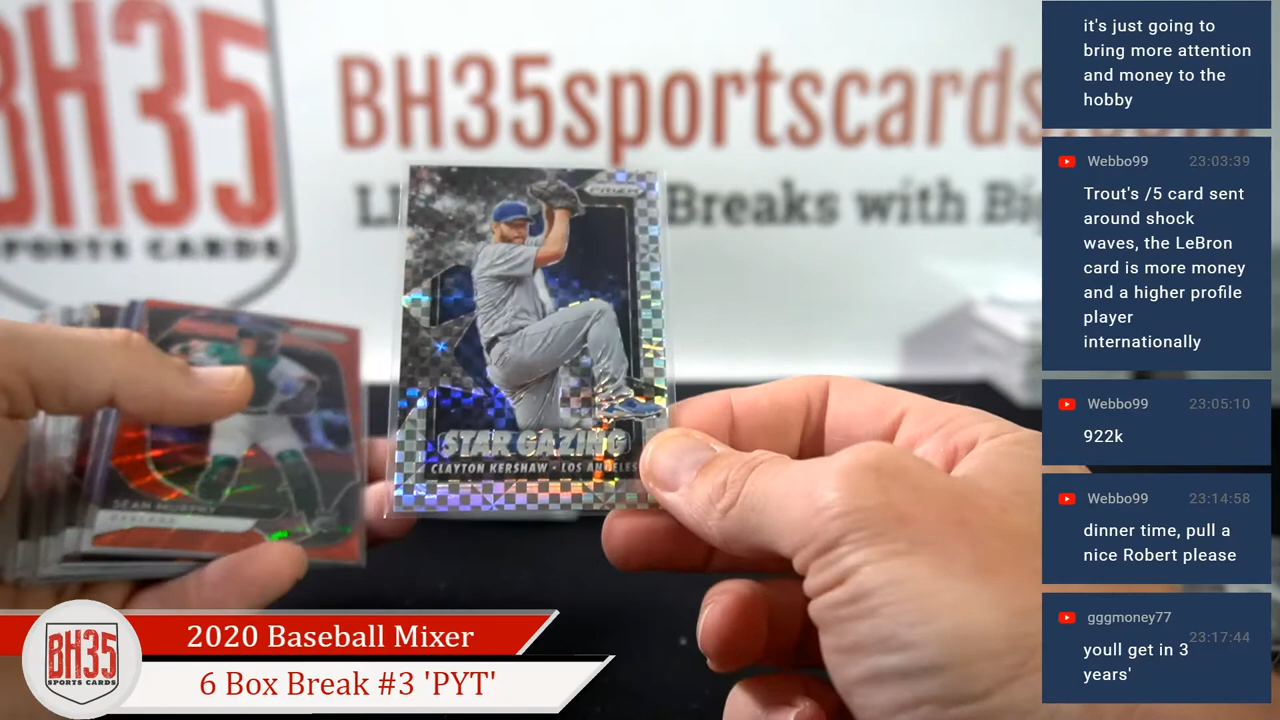 BH35
SPORTS CARDS
BH35sportscards.com
Breaks with
PRIZM
STAR GAZING
CLAYTON KERSHAW • LOS ANGELES
SEAN MURPHY
OAKLAND
BH35
SPORTS CARDS
2020 Baseball Mixer
6 Box Break #3 'PYT'
it's just going to
bring more attention
and money to the
hobby
Webbo99 23:03:39
Trout's /5 card sent
around shock
waves, the LeBron
card is more money
and a higher profile
player
internationally
Webbo99 23:05:10
922k
Webbo99 23:14:58
dinner time, pull a
nice Robert please
gggmoney77
23:17:44
youll get in 3
years'